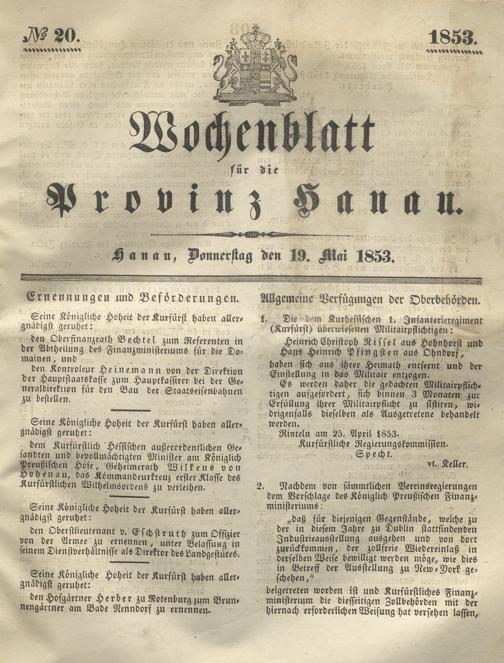 № 20.
1853.
Wochenblatt
für die
Provinz Hanau.
Hanau, Donnerstag den 19. Mai 1853.
Ernennungen und Beförderungen.
Seine Königliche Hoheit der Kurfürst haben aller-
gnädigst geruhet:
den Oberfinanzrath Bechtel zum Referenten in
der Abtheilung des Finanzministeriums für die Do-
mainen, und
den Kontroleur Heinemann von der Direktion
der Hauptstaatskasse zum Hauptkassirer bei der Ge-
neraldirektion für den Bau der Staatseisenbahnen
zu bestellen.
Seine Königliche Hoheit der Kurfürst haben aller-
gnädigst geruhet:
dem Kurfürstlich Hessischen außerordentlichen Ge-
sandten und bevollmächtigten Minister am Königlich
Preußischen Hofe, Geheimerath Wilkens von
Hohenau, das Kommandeurkreuz erster Klasse des
Kurfürstlichen Wilhelmsordens zu verleihen.
Seine Königliche Hoheit der Kurfürst haben aller-
gnädigst geruhet:
den Oberstlieutenant v. Eschstruth zum Offizier
von der Armee zu ernennen, unter Belassung in
seinem Dienstverhältnisse als Direktor des Landgestütes.
Seine Königliche Hoheit der Kurfürst haben aller-
gnädigst geruhet:
den Hofgärtner Herber zu Rotenburg zum Brun-
nengärtner am Bade Nenndorf zu ernennen.
Allgemeine Verfügungen der Oberbehörden.
1. Die dem Kurhessischen 1. Infanterieregiment
(Kurfürst) überwiesenen Militairpflichtigen:
Heinrich Christoph Rissel aus Hohnhorst und
Hans Heinrich Pfingsten aus Ohndorf,
haben sich aus ihrer Heimath entfernt und der
Einstellung in das Militair entzogen.
Es werden daher die gedachten Militairpflich-
tigen aufgefordert, sich binnen 3 Monaten zur
Erfüllung ihrer Militairpflicht zu sistiren, wi-
drigenfalls dieselben als Ausgetretene behandelt
werden.
Rinteln am 25. April 1853.
Kurfürstliche Regierungskommission.
Specht.
vt. Keller.
2. Nachdem von sämmtlichen Vereinsregierungen
dem Vorschlage des Königlich Preußischen Finanz-
ministeriums:
„daß für diejenigen Gegenstände, welche zu
der in diesem Jahre zu Dublin stattfindenden
Industrieausstellung ausgehen und von dort
zurückkommen, der zollfreie Wiedereinlaß in
derselben Weise bewilligt werden möge, wie dies
in Betreff der Ausstellung zu New-York ge-
schehen,“
beigetreten worden ist und Kurfürstliches Finanz-
ministerium die diesseitigen Zollbehörden mit der
hiernach erforderlichen Weisung hat versehen lassen,